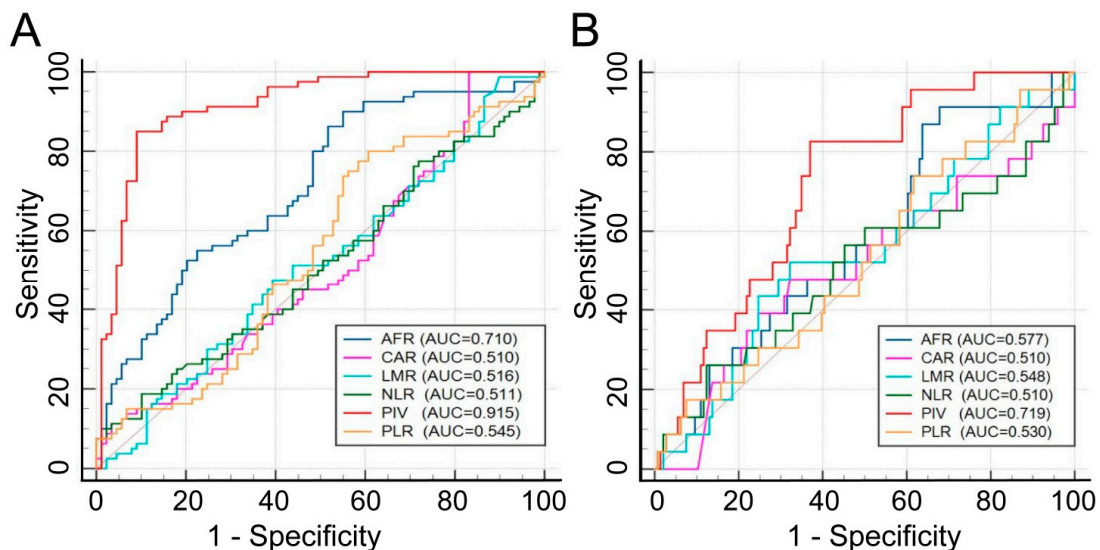 A
Sensitivity
100
80
60
40
20
0
0 20 40 60 80 100
1 - Specificity
AFR (AUC=0.710)
CAR (AUC=0.510)
LMR (AUC=0.516)
NLR (AUC=0.511)
PIV (AUC=0.915)
PLR (AUC=0.545)
B
Sensitivity
100
80
60
40
20
0
0 20 40 60 80 100
1 - Specificity
AFR (AUC=0.577)
CAR (AUC=0.510)
LMR (AUC=0.548)
NLR (AUC=0.510)
PIV (AUC=0.719)
PLR (AUC=0.530)